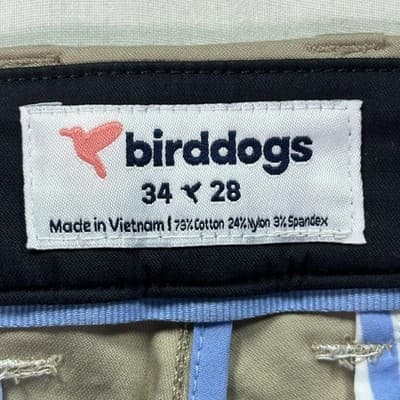 birddogs
34 28
Made in Vietnam | 73% Cotton 24% Nylon 3% Spandex